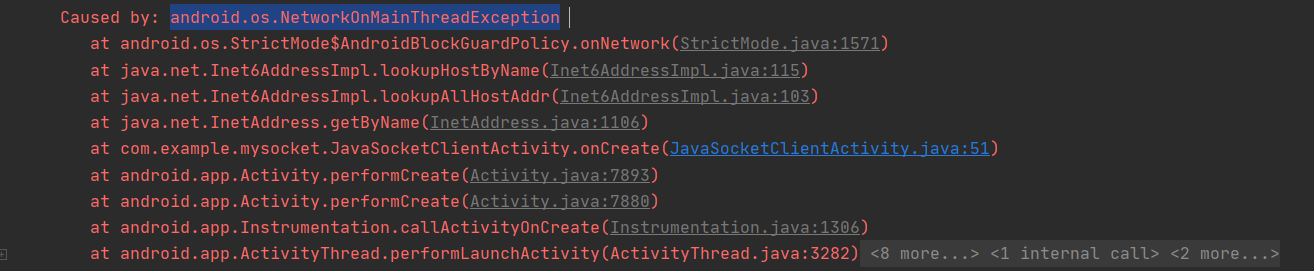 Caused by: android.os.NetworkOnMainThreadException
at android.os.StrictMode$AndroidBlockGuardPolicy.onNetwork(StrictMode.java:1571)
at java.net.Inet6AddressImpl.lookupHostByName(Inet6AddressImpl.java:115)
at java.net.Inet6AddressImpl.lookupAllHostAddr(Inet6AddressImpl.java:103)
at java.net.InetAddress.getByName(InetAddress.java:1106)
at com.example.mysocket.JavaSocketClientActivity.onCreate(JavaSocketClientActivity.java:51)
at android.app.Activity.performCreate(Activity.java:7893)
at android.app.Activity.performCreate(Activity.java:7880)
at android.app.Instrumentation.callActivityOnCreate(Instrumentation.java:1306)
at android.app.ActivityThread.performLaunchActivity(ActivityThread.java:3282) <8 more...> <1 internal call> <2 more...>